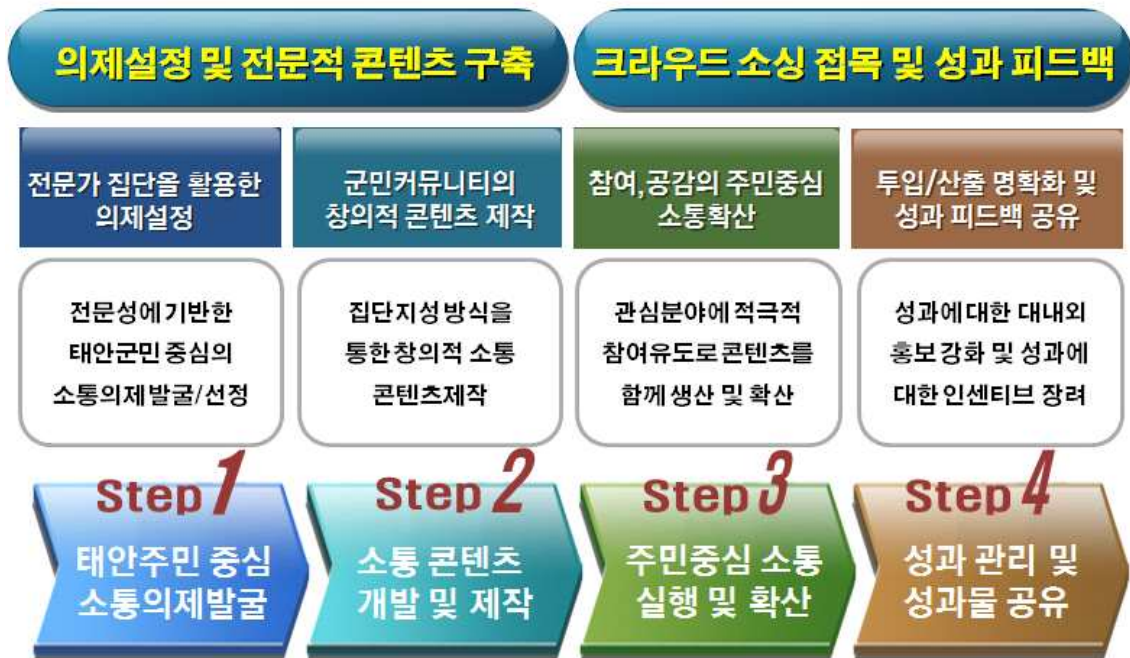 의제설정 및 전문적 콘텐츠 구축
크라우드 소싱 접목 및 성과 피드백
전문가 집단을 활용한
의제설정
군민커뮤니티의
창의적 콘텐츠 제작
참여,공감의 주민중심
소통확산
투입/산출 명확화 및
성과 피드백 공유
전문성에 기반한
태안군민 중심의
소통의제 발굴/선정
집단지성 방식을
통한 창의적 소통
콘텐츠제작
관심분야에 적극적
참여유도로 콘텐츠를
함께 생산 및 확산
성과에 대한 대내외
홍보강화 및 성과에
대한 인센티브 장려
Step 1
태안주민 중심
소통의제발굴
Step 2
소통 콘텐츠
개발 및 제작
Step 3
주민중심 소통
실행 및 확산
Step 4
성과 관리 및
성과물 공유